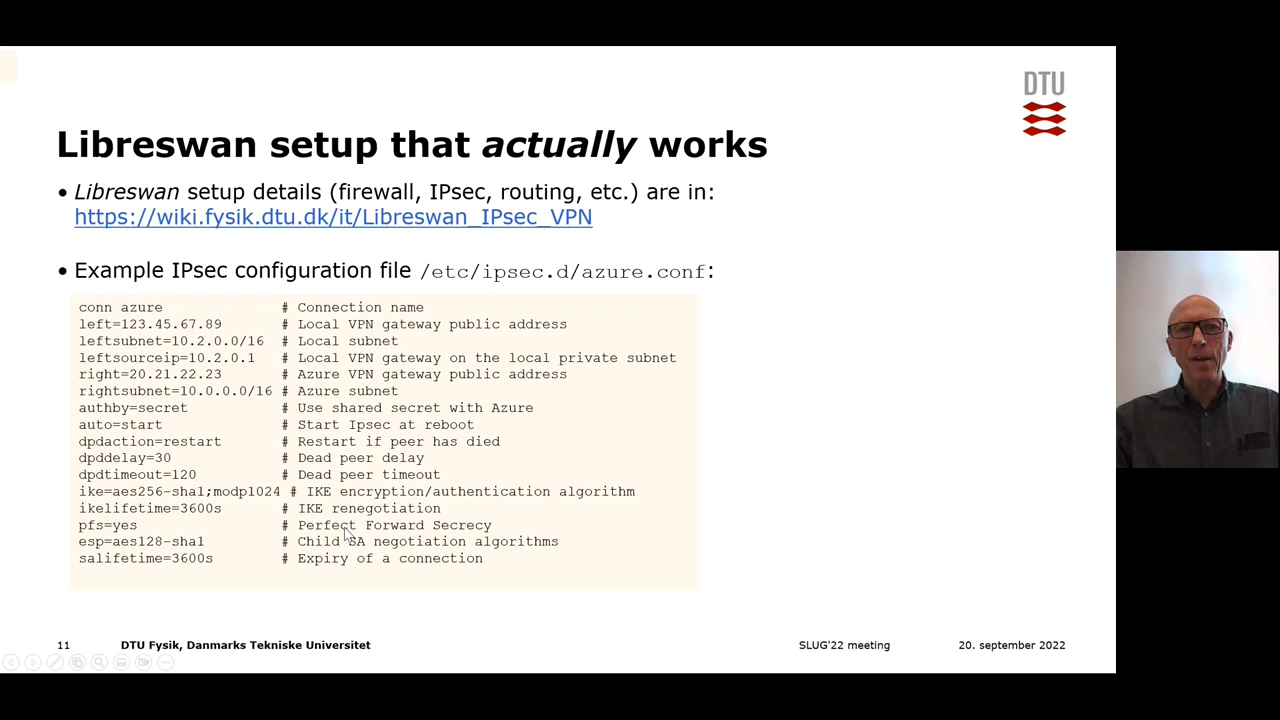 DTU
Libreswan setup that actually works
• Libreswan setup details (firewall, IPsec, routing, etc.) are in:
https://wiki.fysik.dtu.dk/it/Libreswan_IPsec_VPN
• Example IPsec configuration file /etc/ipsec.d/azure.conf:
conn azure # Connection name
left=123.45.67.89 # Local VPN gateway public address
leftsubnet=10.2.0.0/16 # Local subnet
leftsourceip=10.2.0.1 # Local VPN gateway on the local private subnet
right=20.21.22.23 # Azure VPN gateway public address
rightsubnet=10.0.0.0/16 # Azure subnet
authby=secret # Use shared secret with Azure
auto=start # Start Ipsec at reboot
dpdaction=restart # Restart if peer has died
dpddelay=30 # Dead peer delay
dpdtimeout=120 # Dead peer timeout
ike=aes256-sha1;modp1024 # IKE encryption/authentication algorithm
ikelifetime=3600s # IKE renegotiation
pfs=yes # Perfect Forward Secrecy
esp=aes128-sha1 # Child SA negotiation algorithms
salifetime=3600s # Expiry of a connection
11 DTU Fysik, Danmarks Tekniske Universitet SLUG'22 meeting 20. september 2022